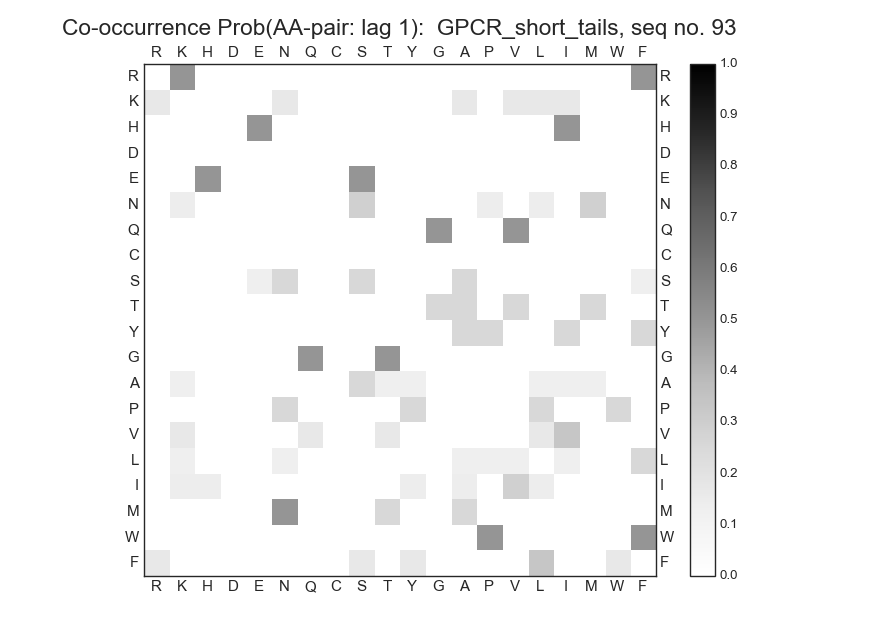 Co-occurrence Prob(AA-pair: lag 1):  GPCR_short_tails, seq no. 93
R K H D E N Q C S T Y G A P V L I M W F
R R 1.0
K K 0.9
H H
D D 0.8
E E
N N 0.7
Q Q
C C 0.6
S S
T T 0.5
Y Y
G G 0.4
A A
P P 0.3
V V
L L 0.2
I I
M M 0.1
W W
F F 0.0
R K H D E N Q C S T Y G A P V L I M W F